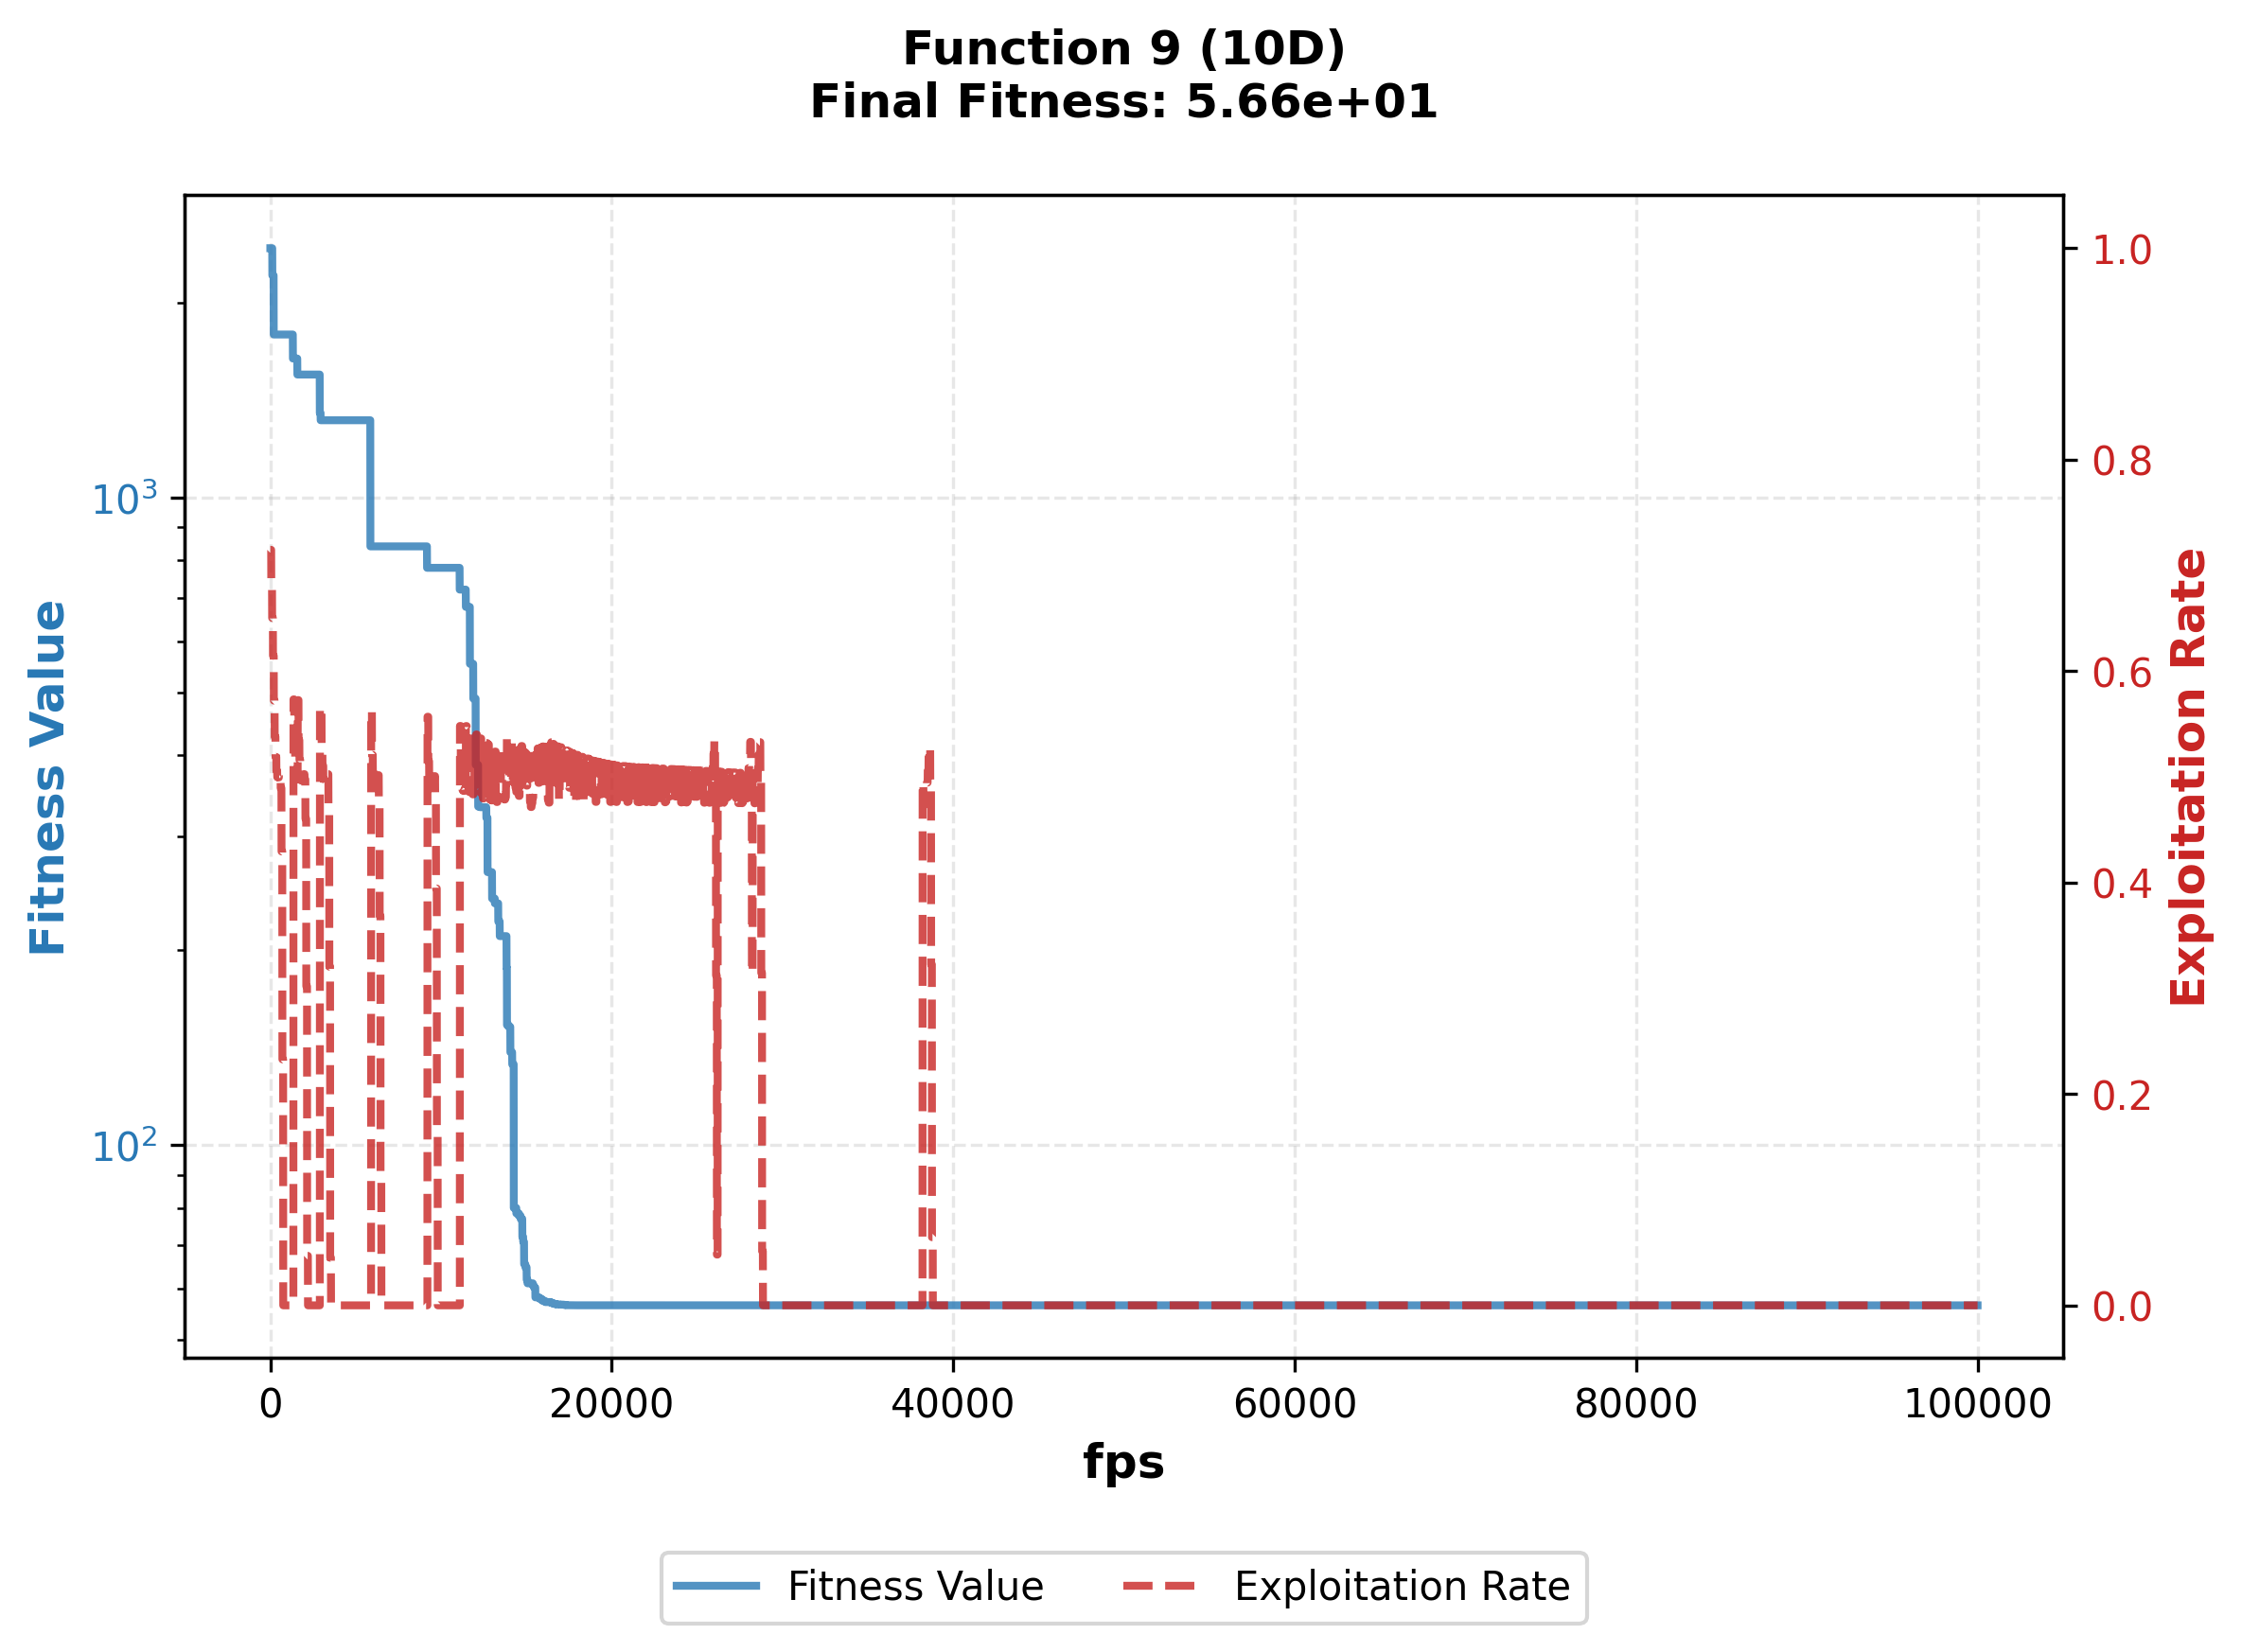 Function 9 (10D)
Final Fitness: 5.66e+01
Fitness Value
10³
10²
1.0
0.8
0.6
0.4
0.2
0.0
Exploitation Rate
0 20000 40000 60000 80000 100000
fps
Fitness Value Exploitation Rate